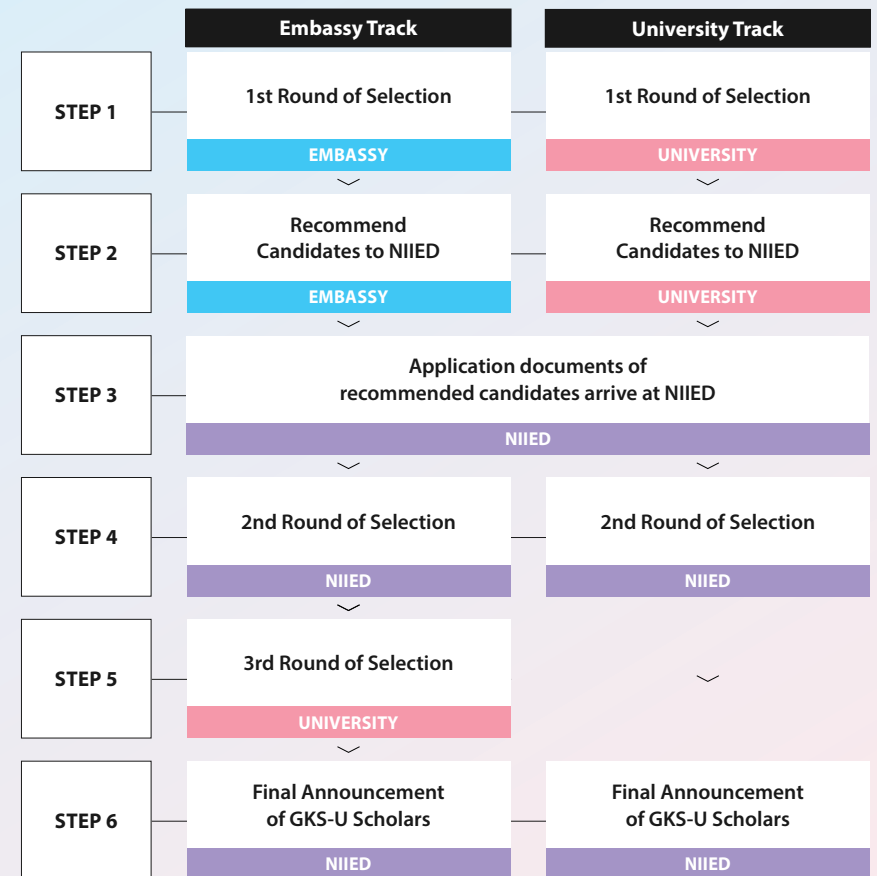 Embassy Track
University Track
STEP 1
1st Round of Selection
EMBASSY
1st Round of Selection
UNIVERSITY
STEP 2
Recommend
Candidates to NIIED
EMBASSY
Recommend
Candidates to NIIED
UNIVERSITY
STEP 3
Application documents of
recommended candidates arrive at NIIED
NIIED
STEP 4
2nd Round of Selection
NIIED
2nd Round of Selection
NIIED
STEP 5
3rd Round of Selection
UNIVERSITY
STEP 6
Final Announcement
of GKS-U Scholars
NIIED
Final Announcement
of GKS-U Scholars
NIIED